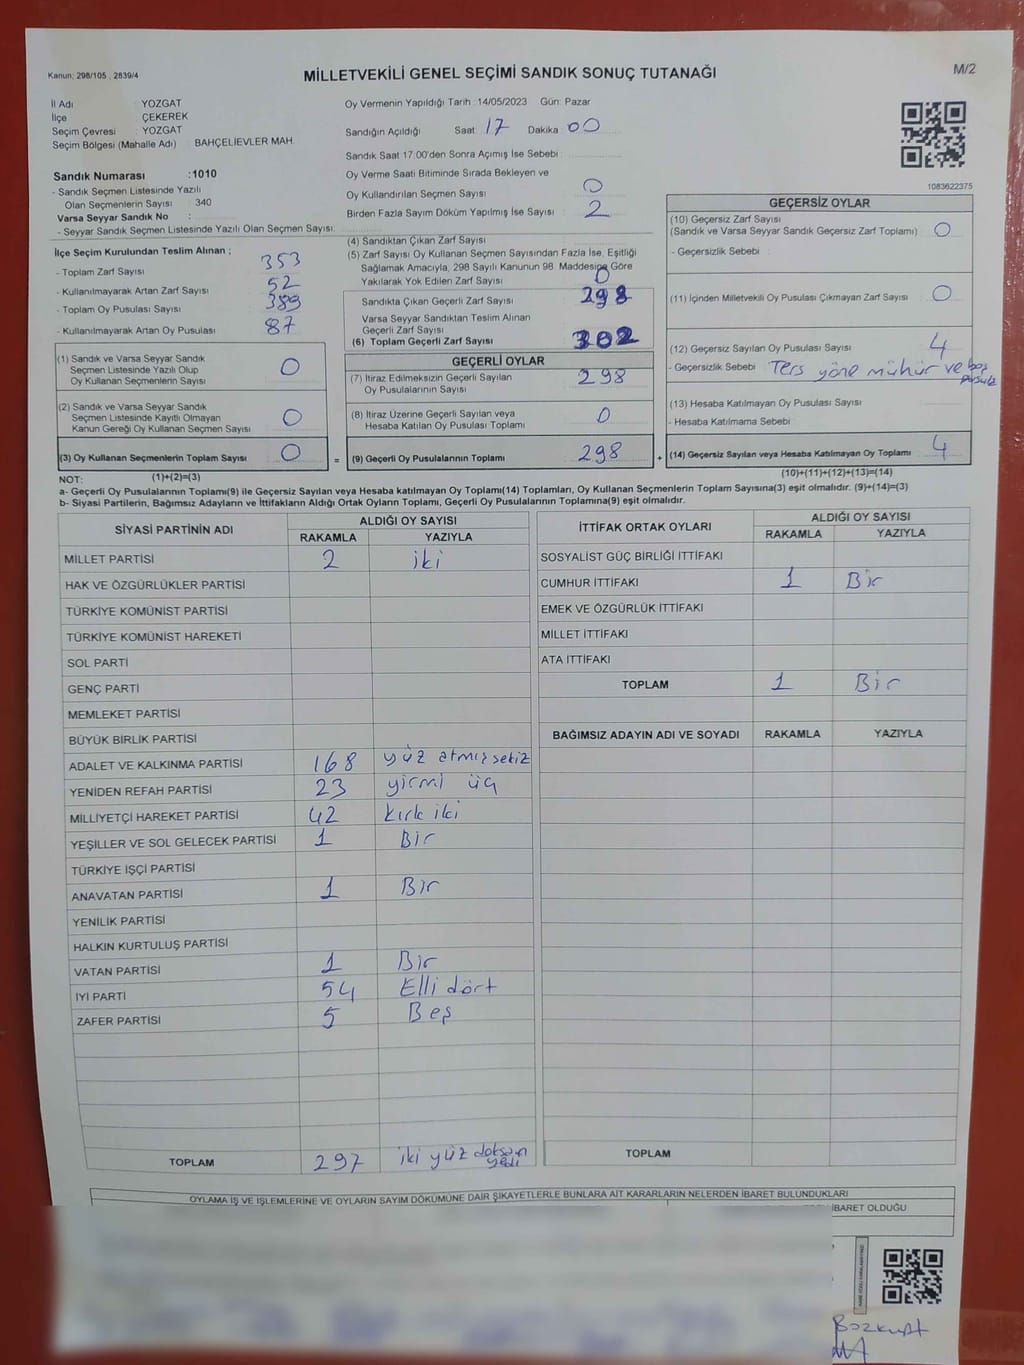 Kanun; 298/105 , 2839/4
MİLLETVEKİLİ GENEL SEÇİMİ SANDIK SONUÇ TUTANAĞI
M/2
İl Adı : YOZGAT
İlçe : ÇEKEREK
Seçim Çevresi : YOZGAT
Seçim Bölgesi (Mahalle Adı) : BAHÇELİEVLER MAH.
Sandık Numarası :1010
- Sandık Seçmen Listesinde Yazılı
Olan Seçmenlerin Sayısı : 340
Varsa Seyyar Sandık No :
- Seyyar Sandık Seçmen Listesinde Yazılı Olan Seçmen Sayısı:
Oy Vermenin Yapıldığı Tarih :14/05/2023 Gün: Pazar
Sandığın Açıldığı Saat: 17 Dakika 00
Sandık Saat 17:00'den Sonra Açımış İse Sebebi :
Oy Verme Saati Bitiminde Sırada Bekleyen ve
Oy Kullandırılan Seçmen Sayısı 0
Birden Fazla Sayım Döküm Yapılmış İse Sayısı : 2
1083622375
İlçe Seçim Kurulundan Teslim Alınan ;
- Toplam Zarf Sayısı 353
- Kullanılmayarak Artan Zarf Sayısı 52
- Toplam Oy Pusulası Sayısı 389
- Kullanılmayarak Artan Oy Pusulası 87
(4) Sandıktan Çıkan Zarf Sayısı
(5) Zarf Sayısı Oy Kullanan Seçmen Sayısından Fazla İse, Eşitliği
Sağlamak Amacıyla, 298 Sayılı Kanunun 98. Maddesine Göre
Yakılarak Yok Edilen Zarf Sayısı 0
Sandıkta Çıkan Geçerli Zarf Sayısı 298
Varsa Seyyar Sandıktan Teslim Alınan
Geçerli Zarf Sayısı
(6) Toplam Geçerli Zarf Sayısı 302
GEÇERSİZ OYLAR
(10) Geçersiz Zarf Sayısı
(Sandık ve Varsa Seyyar Sandık Geçersiz Zarf Toplamı) : 0
- Geçersizlik Sebebi :
(11) İçinden Milletvekili Oy Pusulası Çıkmayan Zarf Sayısı 0
(12) Geçersiz Sayılan Oy Pusulası Sayısı 4
- Geçersizlik Sebebi Ters yöne mühür ve boş pusula
(13) Hesaba Katılmayan Oy Pusulası Sayısı
- Hesaba Katılmama Sebebi
(14) Geçersiz Sayılan veya Hesaba Katılmayan Oy Toplamı 4
(10)+(11)+(12)+(13)=(14)
(1) Sandık ve Varsa Seyyar Sandık
Seçmen Listesinde Yazılı Olup
Oy Kullanan Seçmenlerin Sayısı 0
(2) Sandık ve Varsa Seyyar Sandık
Seçmen Listesinde Kayıtlı Olmayan
Kanun Gereği Oy Kullanan Seçmen Sayısı 0
(3) Oy Kullanan Seçmenlerin Toplam Sayısı 0 =
(1)+(2)=(3)
GEÇERLİ OYLAR
(7) İtiraz Edilmeksizin Geçerli Sayılan
Oy Pusulalarının Sayısı 298
(8) İtiraz Üzerine Geçerli Sayılan veya
Hesaba Katılan Oy Pusulası Toplamı 0
(9) Geçerli Oy Pusulalarının Toplamı 298 +
NOT:
a- Geçerli Oy Pusulalarının Toplamı(9) ile Geçersiz Sayılan veya Hesaba katılmayan Oy Toplamı(14) Toplamları, Oy Kullanan Seçmenlerin Toplam Sayısına(3) eşit olmalıdır. (9)+(14)=(3)
b- Siyasi Partilerin, Bağımsız Adayların ve İttifakların Aldığı Ortak Oyların Toplamı, Geçerli Oy Pusulalarının Toplamına(9) eşit olmalıdır.
SİYASİ PARTİNİN ADI ALDIĞI OY SAYISI
RAKAMLA YAZIYLA
MİLLET PARTİSİ 2 iki
HAK VE ÖZGÜRLÜKLER PARTİSİ
TÜRKİYE KOMÜNİST PARTİSİ
TÜRKİYE KOMÜNİST HAREKETİ
SOL PARTİ
GENÇ PARTİ
MEMLEKET PARTİSİ
BÜYÜK BİRLİK PARTİSİ
ADALET VE KALKINMA PARTİSİ 168 yüz atmış sekiz
YENİDEN REFAH PARTİSİ 23 yirmi üç
MİLLİYETÇİ HAREKET PARTİSİ 42 kırk iki
YEŞİLLER VE SOL GELECEK PARTİSİ 1 Bir
TÜRKİYE İŞÇİ PARTİSİ
ANAVATAN PARTİSİ 1 Bir
YENİLİK PARTİSİ
HALKIN KURTULUŞ PARTİSİ
VATAN PARTİSİ 1 Bir
İYİ PARTİ 54 Elli dört
ZAFER PARTİSİ 5 Beş
TOPLAM 297 iki yüz doksan yedi
İTTİFAK ORTAK OYLARI ALDIĞI OY SAYISI
RAKAMLA YAZIYLA
SOSYALİST GÜÇ BİRLİĞİ İTTİFAKI
CUMHUR İTTİFAKI 1 Bir
EMEK VE ÖZGÜRLÜK İTTİFAKI
MİLLET İTTİFAKI
ATA İTTİFAKI
TOPLAM 1 Bir
BAĞIMSIZ ADAYIN ADI VE SOYADI RAKAMLA YAZIYLA
TOPLAM
OYLAMA İŞ VE İŞLEMLERİNE VE OYLARIN SAYIM DÖKÜMÜNE DAİR ŞİKAYETLERLE BUNLARA AİT KARARLARIN NELERDEN İBARET BULUNDUKLARI
İBARET OLDUĞU
Bozkurt